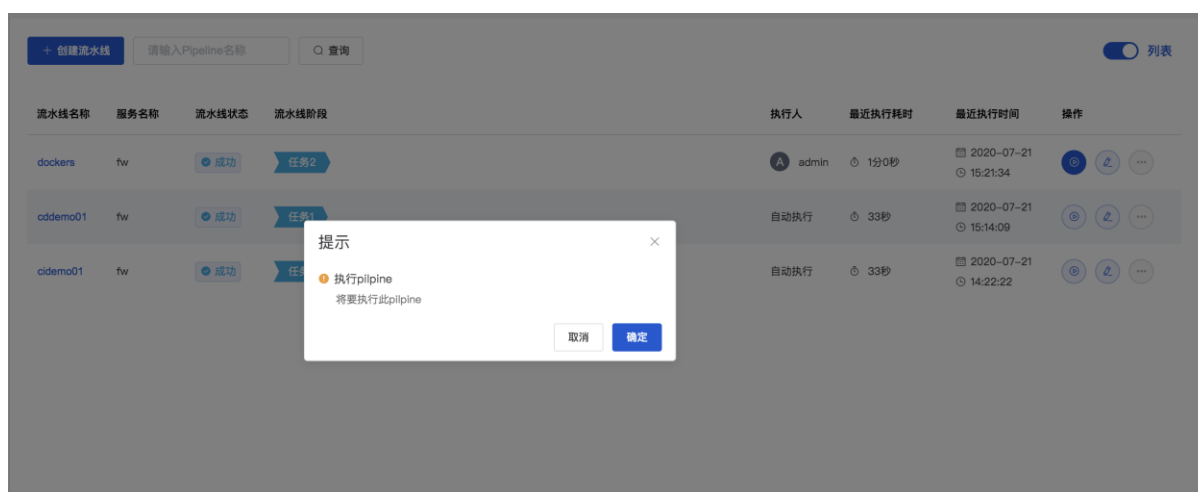 + 创建流水线 请输入Pipeline名称 查询 列表
流水线名称 服务名称 流水线状态 流水线阶段 执行人 最近执行耗时 最近执行时间 操作
dockers fw 成功 任务2 A admin 1分0秒 2020-07-21
15:21:34
cddemo01 fw 成功 任务1 自动执行 33秒 2020-07-21
15:14:09
提示
cidemo01 fw 成功 自动执行 33秒 2020-07-21
14:22:22
执行pilpine
将要执行此pilpine
取消 确定